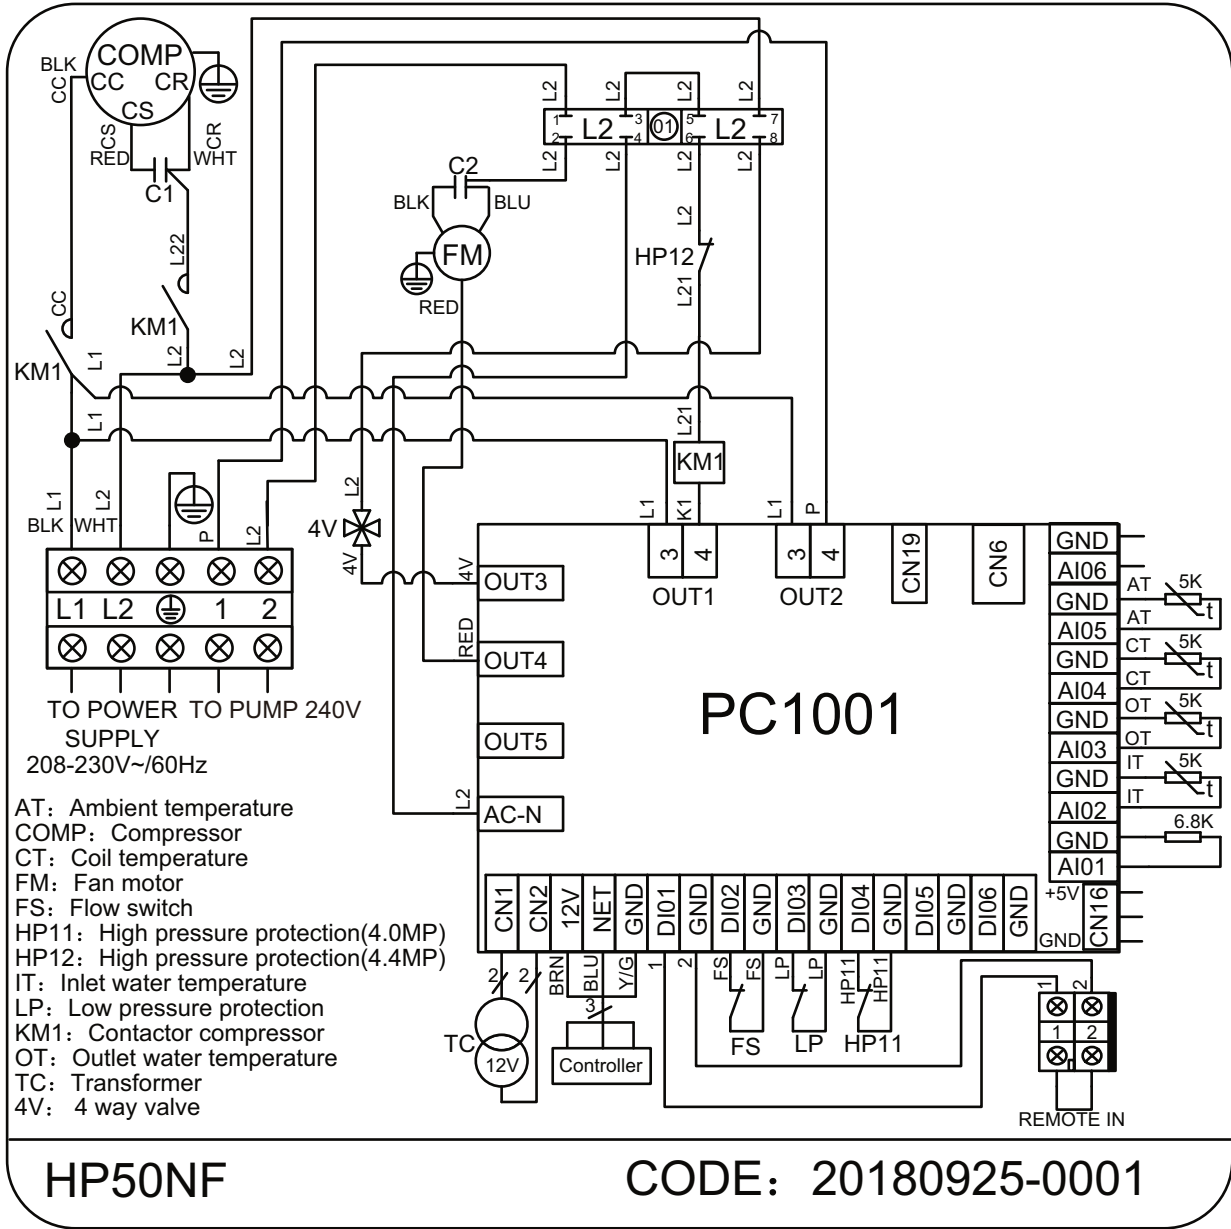 COMP
CC
CR
CS
BLK
CC
CS
RED
CR
WHT
C1
L22
CC
KM1
KM1
L1
L2
L2
L1
L1
BLK
L2
WHT
P
L2
L1 L2 1 2
TO POWER SUPPLY
208-230V~/60Hz
TO PUMP 240V
L2
L2
L2
L2
1
2
L2
3
4
01
5
6
L2
7
8
L2
L2
L2
L2
C2
BLK
BLU
FM
RED
L2
HP12
L21
L21
KM1
L2
4V
4V
4V
RED
L2
L1
K1
L1
P
3
4
OUT1
3
4
OUT2
CN19
CN6
OUT3
OUT4
OUT5
AC-N
PC1001
GND
AI06
GND
AI05
GND
AI04
GND
AI03
GND
AI02
GND
AI01
+5V
CN16
GND
AT
5K
AT
t
CT
5K
CT
t
OT
5K
OT
t
IT
5K
IT
t
6.8K
CN1
CN2
12V
NET
GND
DI01
GND
DI02
GND
DI03
GND
DI04
GND
DI05
GND
DI06
GND
2
2
BRN
BLU
Y/G
1
2
FS
FS
LP
LP
HP11
HP11
3
TC
12V
Controller
FS
LP
HP11
1
2
1
2
REMOTE IN
AT：Ambient temperature
COMP：Compressor
CT：Coil temperature
FM：Fan motor
FS：Flow switch
HP11：High pressure protection(4.0MP)
HP12：High pressure protection(4.4MP)
IT：Inlet water temperature
LP：Low pressure protection
KM1：Contactor compressor
OT：Outlet water temperature
TC：Transformer
4V：4 way valve
HP50NF
CODE：20180925-0001